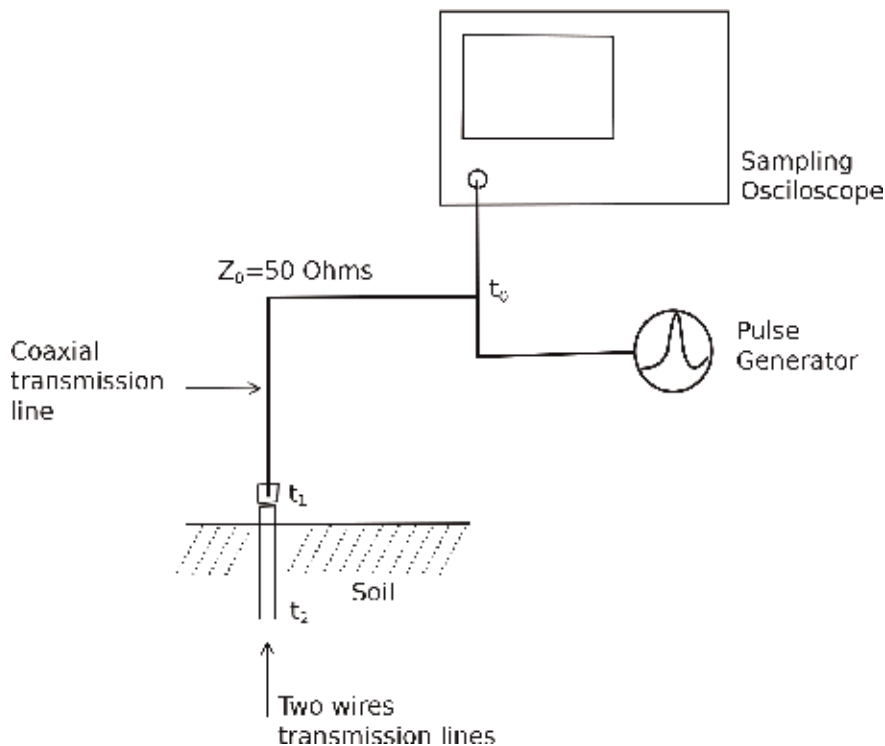 Sampling
Osciloscope
Z₀=50 Ohms
t₀
Pulse
Generator
Coaxial
transmission
line
t₁
Soil
t₂
Two wires
transmission lines